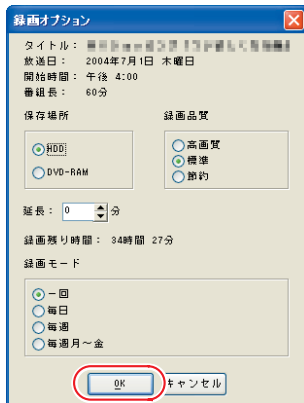 録画オプション
タイトル：
放送日： 2004年7月1日 木曜日
開始時間： 午後 4:00
番組長： 60分
保存場所 録画品質
HDD 高画質
DVD-RAM 標準
節約
延長： 0 分
録画残り時間： 34時間 27分
録画モード
一回
毎日
毎週
毎週月～金
OK キャンセル